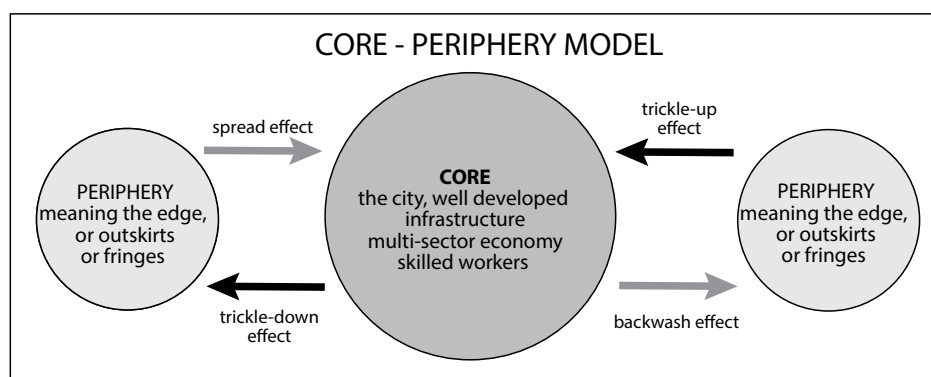 CORE - PERIPHERY MODEL
spread effect
PERIPHERY
meaning the edge,
or outskirts
or fringes
trickle-down
effect
CORE
the city, well developed
infrastructure
multi-sector economy
skilled workers
trickle-up
effect
PERIPHERY
meaning the edge,
or outskirts
or fringes
backwash effect